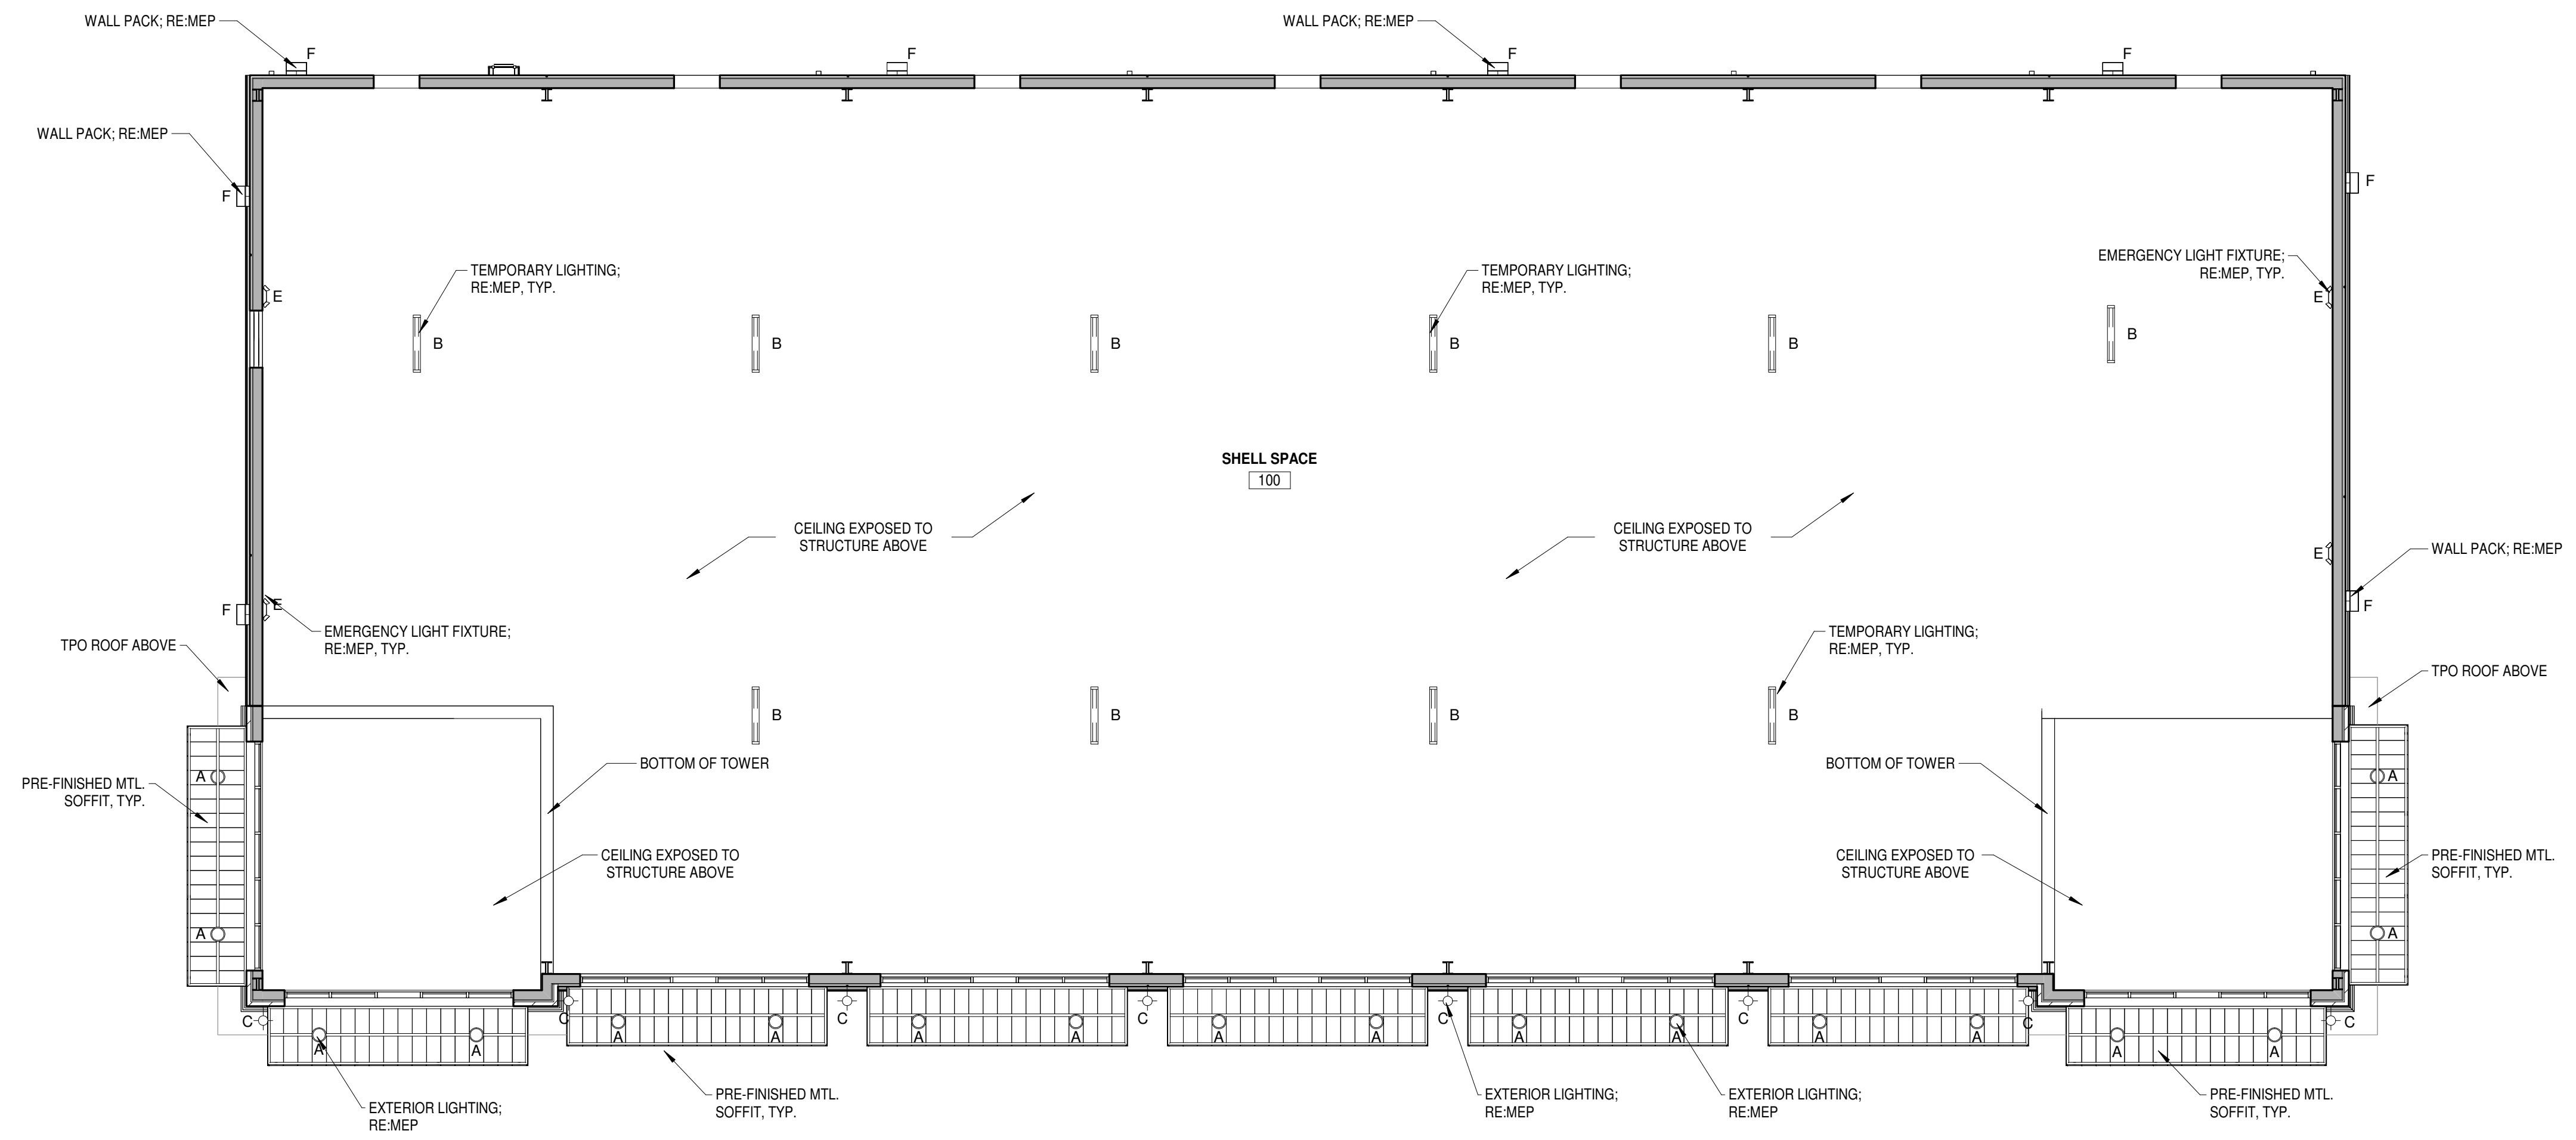 WALL PACK; RE:MEP
WALL PACK; RE:MEP
F
F
F
F
WALL PACK; RE:MEP
F
F
TEMPORARY LIGHTING;
RE:MEP, TYP.
TEMPORARY LIGHTING;
RE:MEP, TYP.
EMERGENCY LIGHT FIXTURE;
RE:MEP, TYP.
E
E
B
B
B
B
B
B
SHELL SPACE
100
CEILING EXPOSED TO
STRUCTURE ABOVE
CEILING EXPOSED TO
STRUCTURE ABOVE
WALL PACK; RE:MEP
E
F
E
F
EMERGENCY LIGHT FIXTURE;
RE:MEP, TYP.
TEMPORARY LIGHTING;
RE:MEP, TYP.
TPO ROOF ABOVE
TPO ROOF ABOVE
B
B
B
B
BOTTOM OF TOWER
BOTTOM OF TOWER
A
A
PRE-FINISHED MTL.
SOFFIT, TYP.
CEILING EXPOSED TO
STRUCTURE ABOVE
CEILING EXPOSED TO
STRUCTURE ABOVE
PRE-FINISHED MTL.
SOFFIT, TYP.
A
A
C
C
C
C
C
C
C
C
A
A
A
A
A
A
A
A
A
A
A
A
A
A
PRE-FINISHED MTL.
SOFFIT, TYP.
EXTERIOR LIGHTING;
RE:MEP
EXTERIOR LIGHTING;
RE:MEP
PRE-FINISHED MTL.
SOFFIT, TYP.
EXTERIOR LIGHTING;
RE:MEP